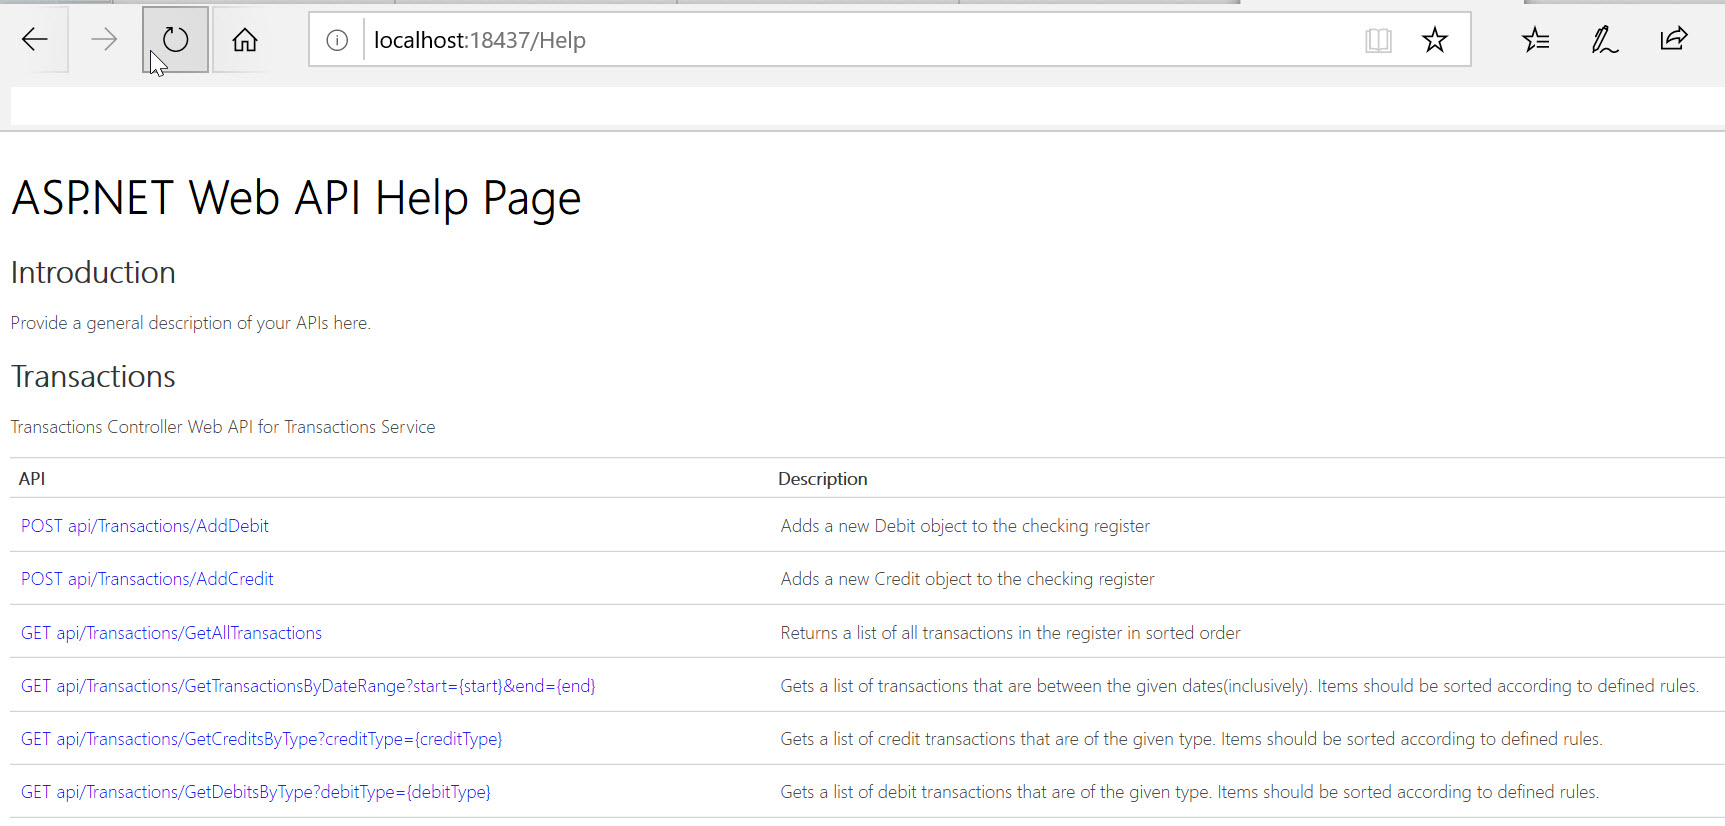 localhost:18437/Help
ASP.NET Web API Help Page
Introduction
Provide a general description of your APIs here.
Transactions
Transactions Controller Web API for Transactions Service
API Description
POST api/Transactions/AddDebit Adds a new Debit object to the checking register
POST api/Transactions/AddCredit Adds a new Credit object to the checking register
GET api/Transactions/GetAllTransactions Returns a list of all transactions in the register in sorted order
GET api/Transactions/GetTransactionsByDateRange?start={start}&end={end} Gets a list of transactions that are between the given dates(inclusively). Items should be sorted according to defined rules.
GET api/Transactions/GetCreditsByType?creditType={creditType} Gets a list of credit transactions that are of the given type. Items should be sorted according to defined rules.
GET api/Transactions/GetDebitsByType?debitType={debitType} Gets a list of debit transactions that are of the given type. Items should be sorted according to defined rules.